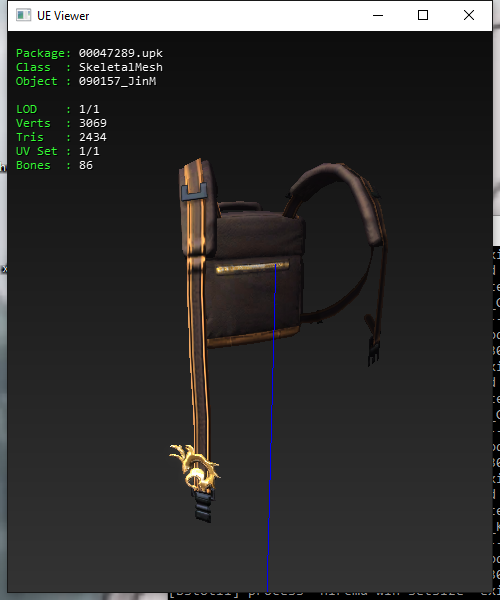 UE Viewer
Package: 00047289.upk
Class : SkeletalMesh
Object : 090157_JinM
LOD : 1/1
Verts : 3069
Tris : 2434
UV Set : 1/1
Bones : 86